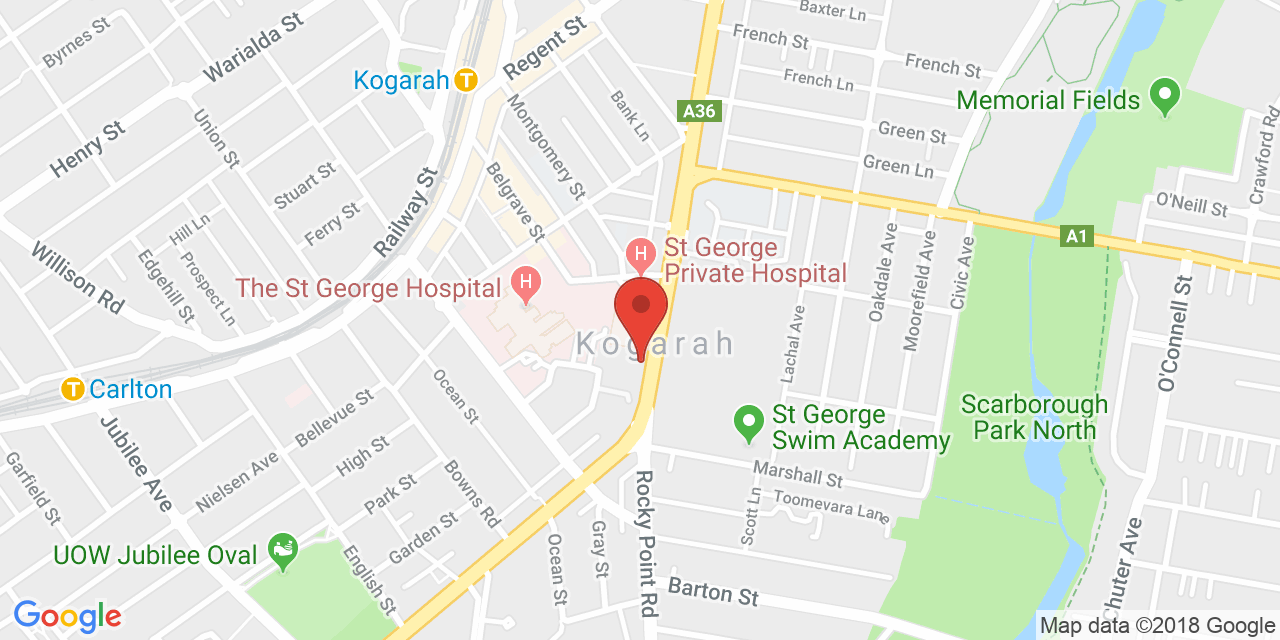 Baxter Ln
Byrnes St
Warialda St
Regent St
French St
French St
Kogarah
T
French Ln
Memorial Fields
Bank Ln
A36
Montgomery St
Henry St
Union St
Green St
Crawford Rd
Green Ln
Stuart St
Belgrave St
Railway St
O'Neill St
Hill Ln
Ferry St
A1
Willison Rd
Edgehill St
Prospect Ln
H
St George
Private Hospital
The St George Hospital
H
Oakdale Ave
Moorefield Ave
Civic Ave
O'Connell St
Kogarah
Lachal Ave
T
Carlton
Ocean St
Bellevue St
Jubilee Ave
St George
Swim Academy
Scarborough
Park North
High St
Nielsen Ave
Garfield St
Park St
Bowns Rd
Marshall St
Rocky Point Rd
Scott Ln
Toomevara Lane
Garden St
UOW Jubilee Oval
English St
Ocean St
Gray St
Barton St
Chuter Ave
Google
Map data ©2018 Google